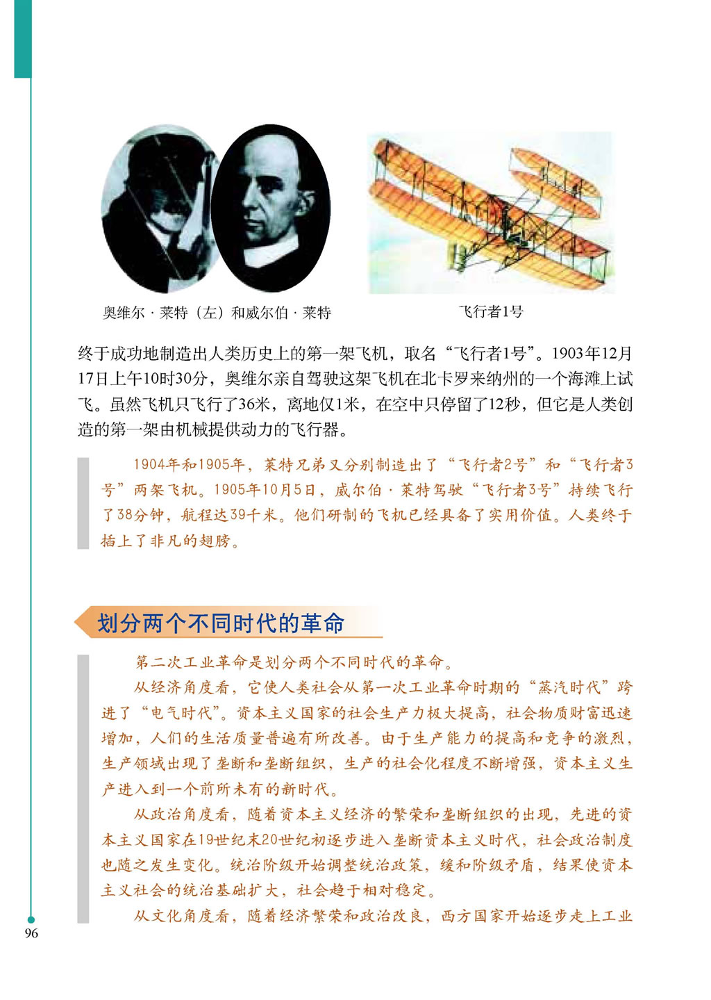 奥维尔·莱特（左）和威尔伯·莱特
飞行者1号
终于成功地制造出人类历史上的第一架飞机，取名“飞行者1号”。1903年12月
17日上午10时30分，奥维尔亲自驾驶这架飞机在北卡罗来纳州的一个海滩上试
飞。虽然飞机只飞行了36米，离地仅1米，在空中只停留了12秒，但它是人类创
造的第一架由机械提供动力的飞行器。
1904年和1905年，莱特兄弟又分别制造出了“飞行者2号”和“飞行者3
号”两架飞机。1905年10月5日，威尔伯·莱特驾驶“飞行者3号”持续飞行
了38分钟，航程达39千米。他们研制的飞机已经具备了实用价值。人类终于
插上了非凡的翅膀。
划分两个不同时代的革命
第二次工业革命是划分两个不同时代的革命。
从经济角度看，它使人类社会从第一次工业革命时期的“蒸汽时代”跨
进了“电气时代”。资本主义国家的社会生产力极大提高，社会物质财富迅速
增加，人们的生活质量普遍有所改善。由于生产能力的提高和竞争的激烈，
生产领域出现了垄断和垄断组织，生产的社会化程度不断增强，资本主义生
产进入到一个前所未有的新时代。
从政治角度看，随着资本主义经济的繁荣和垄断组织的出现，先进的资
本主义国家在19世纪末20世纪初逐步进入垄断资本主义时代，社会政治制度
也随之发生变化。统治阶级开始调整统治政策，缓和阶级矛盾，结果使资本
主义社会的统治基础扩大，社会趋于相对稳定。
从文化角度看，随着经济繁荣和政治改良，西方国家开始逐步走上工业
96